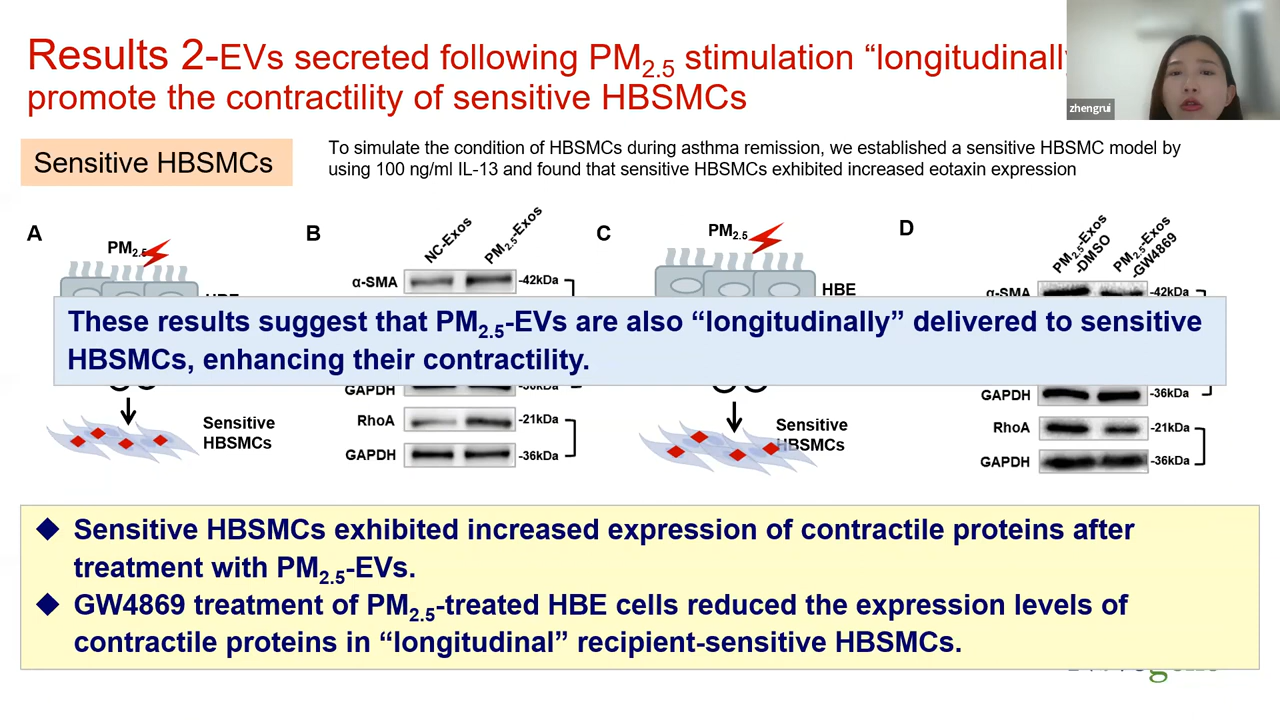 Results 2-EVs secreted following PM2.5 stimulation “longitudinally
promote the contractility of sensitive HBSMCs
zhengrui
Sensitive HBSMCs
To simulate the condition of HBSMCs during asthma remission, we established a sensitive HBSMC model by
using 100 ng/ml IL-13 and found that sensitive HBSMCs exhibited increased eotaxin expression
A
PM2.5
B
NC-Exos
PM2.5-Exos
α-SMA
-42kDa
C
PM2.5
HBE
D
PM2.5-Exos
-DMSO
PM2.5-Exos
-GW4869
α-SMA
-42kDa
These results suggest that PM2.5-EVs are also “longitudinally” delivered to sensitive
HBSMCs, enhancing their contractility.
Sensitive
HBSMCs
GAPDH
-36kDa
RhoA
-21kDa
GAPDH
-36kDa
Sensitive
HBSMCs
GAPDH
-36kDa
RhoA
-21kDa
GAPDH
-36kDa
◆ Sensitive HBSMCs exhibited increased expression of contractile proteins after
treatment with PM2.5-EVs.
◆ GW4869 treatment of PM2.5-treated HBE cells reduced the expression levels of
contractile proteins in “longitudinal” recipient-sensitive HBSMCs.